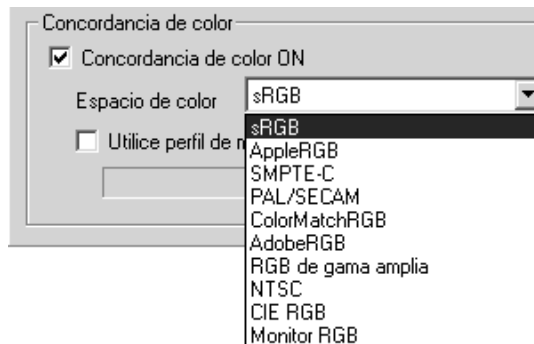 Concordancia de color
Concordancia de color ON
Espacio de color sRGB
sRGB
Utilice perfil de
AppleRGB
SMPTE-C
PAL/SECAM
ColorMatchRGB
AdobeRGB
RGB de gama amplia
NTSC
CIE RGB
Monitor RGB